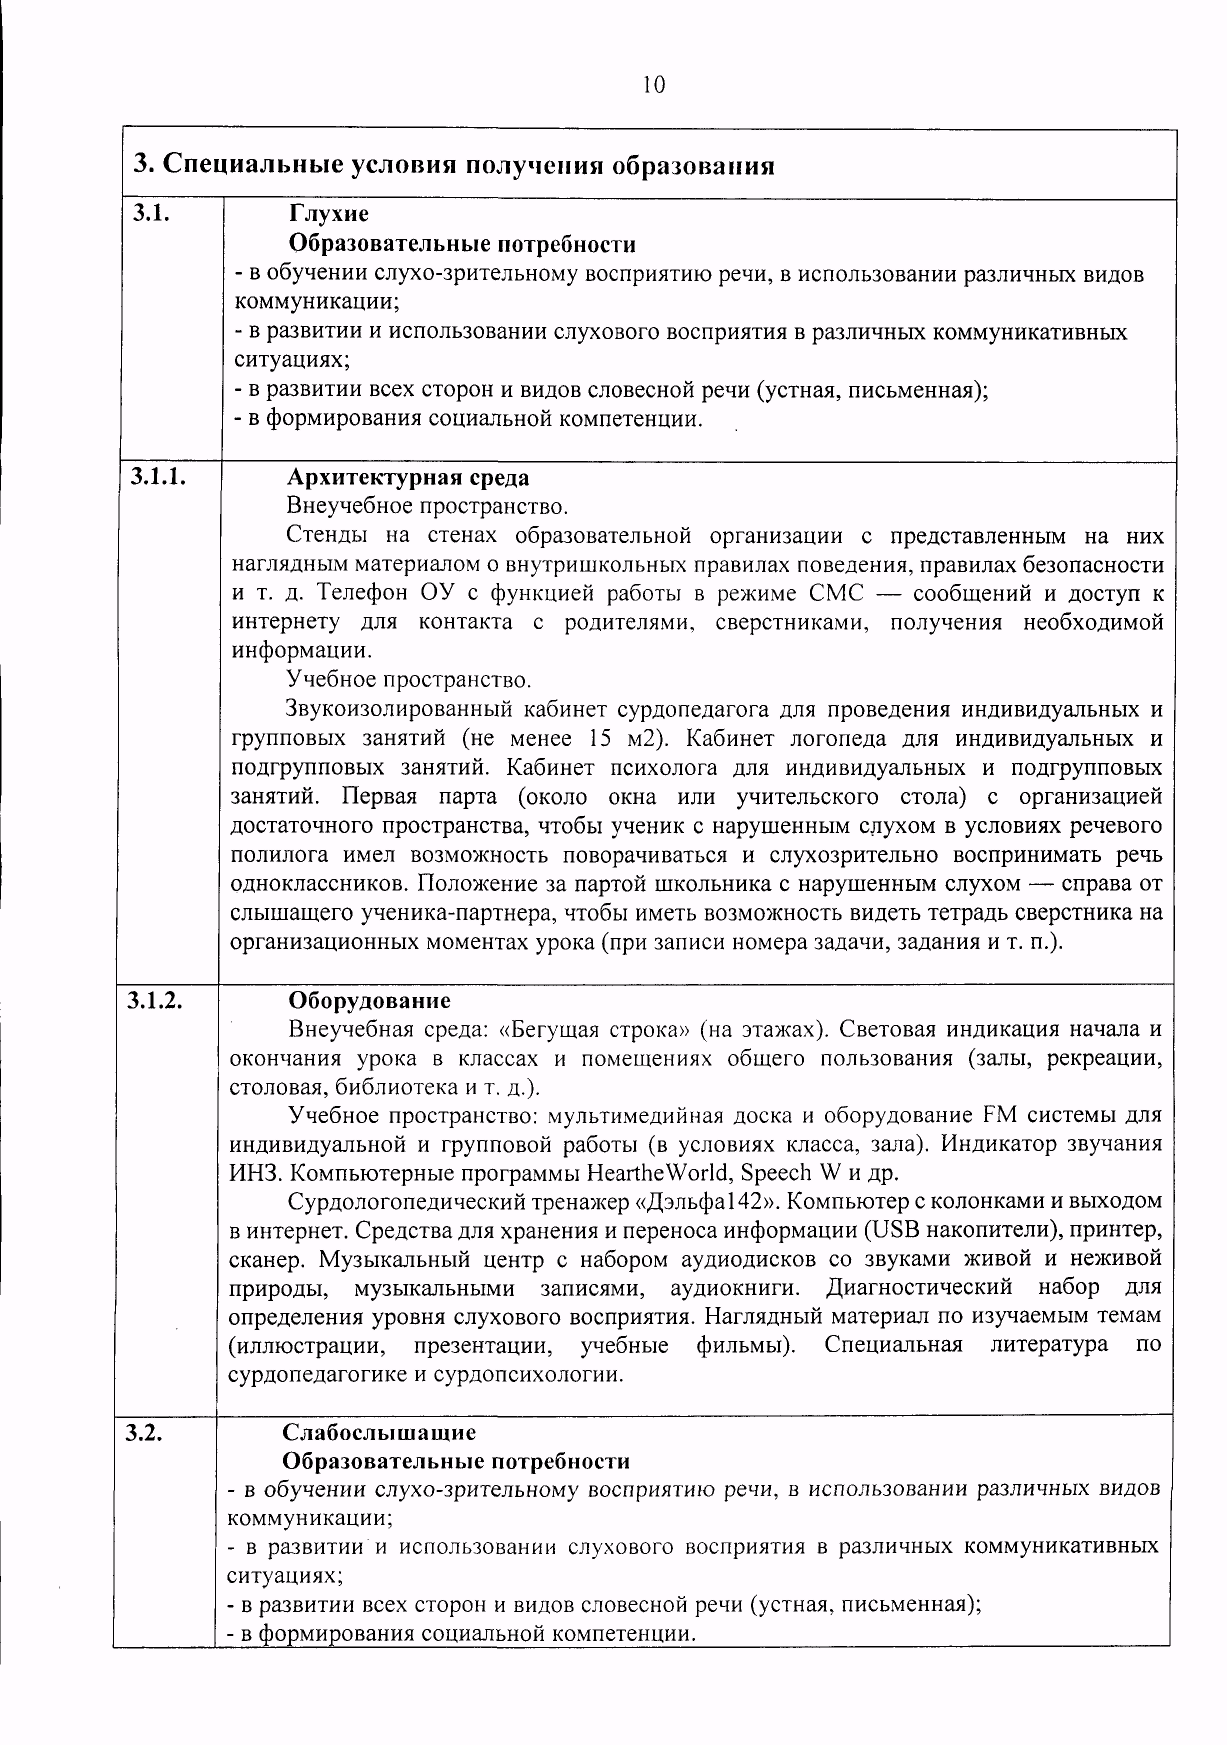 10
3. Специальные условия получения образования
3.1.
Глухие
Образовательные потребности
- в обучении слухо-зрительному восприятию речи, в использовании различных видов
коммуникации;
- в развитии и использовании слухового восприятия в различных коммуникативных
ситуациях;
- в развитии всех сторон и видов словесной речи (устная, письменная);
- в формирования социальной компетенции.
3.1.1.
Архитектурная среда
Внеучебное пространство.
Стенды на стенах образовательной организации с представленным на них
наглядным материалом о внутришкольных правилах поведения, правилах безопасности
и т. д. Телефон ОУ с функцией работы в режиме СМС — сообщений и доступ к
интернету для контакта с родителями, сверстниками, получения необходимой
информации.
Учебное пространство.
Звукоизолированный кабинет сурдопедагога для проведения индивидуальных и
групповых занятий (не менее 15 м2). Кабинет логопеда для индивидуальных и
подгрупповых занятий. Кабинет психолога для индивидуальных и подгрупповых
занятий. Первая парта (около окна или учительского стола) с организацией
достаточного пространства, чтобы ученик с нарушенным слухом в условиях речевого
полилога имел возможность поворачиваться и слухозрительно воспринимать речь
одноклассников. Положение за партой школьника с нарушенным слухом — справа от
слышащего ученика-партнера, чтобы иметь возможность видеть тетрадь сверстника на
организационных моментах урока (при записи номера задачи, задания и т. п.).
3.1.2.
Оборудование
Внеучебная среда: «Бегущая строка» (на этажах). Световая индикация начала и
окончания урока в классах и помещениях общего пользования (залы, рекреации,
столовая, библиотека и т. д.).
Учебное пространство: мультимедийная доска и оборудование FM системы для
индивидуальной и групповой работы (в условиях класса, зала). Индикатор звучания
ИНЗ. Компьютерные программы HeartheWorld, Speech W и др.
Сурдологопедический тренажер «Дэльфа142». Компьютер с колонками и выходом
в интернет. Средства для хранения и переноса информации (USB накопители), принтер,
сканер. Музыкальный центр с набором аудиодисков со звуками живой и неживой
природы, музыкальными записями, аудиокниги. Диагностический набор для
определения уровня слухового восприятия. Наглядный материал по изучаемым темам
(иллюстрации, презентации, учебные фильмы). Специальная литература по
сурдопедагогике и сурдопсихологии.
3.2.
Слабослышащие
Образовательные потребности
- в обучении слухо-зрительному восприятию речи, в использовании различных видов
коммуникации;
- в развитии и использовании слухового восприятия в различных коммуникативных
ситуациях;
- в развитии всех сторон и видов словесной речи (устная, письменная);
- в формирования социальной компетенции.